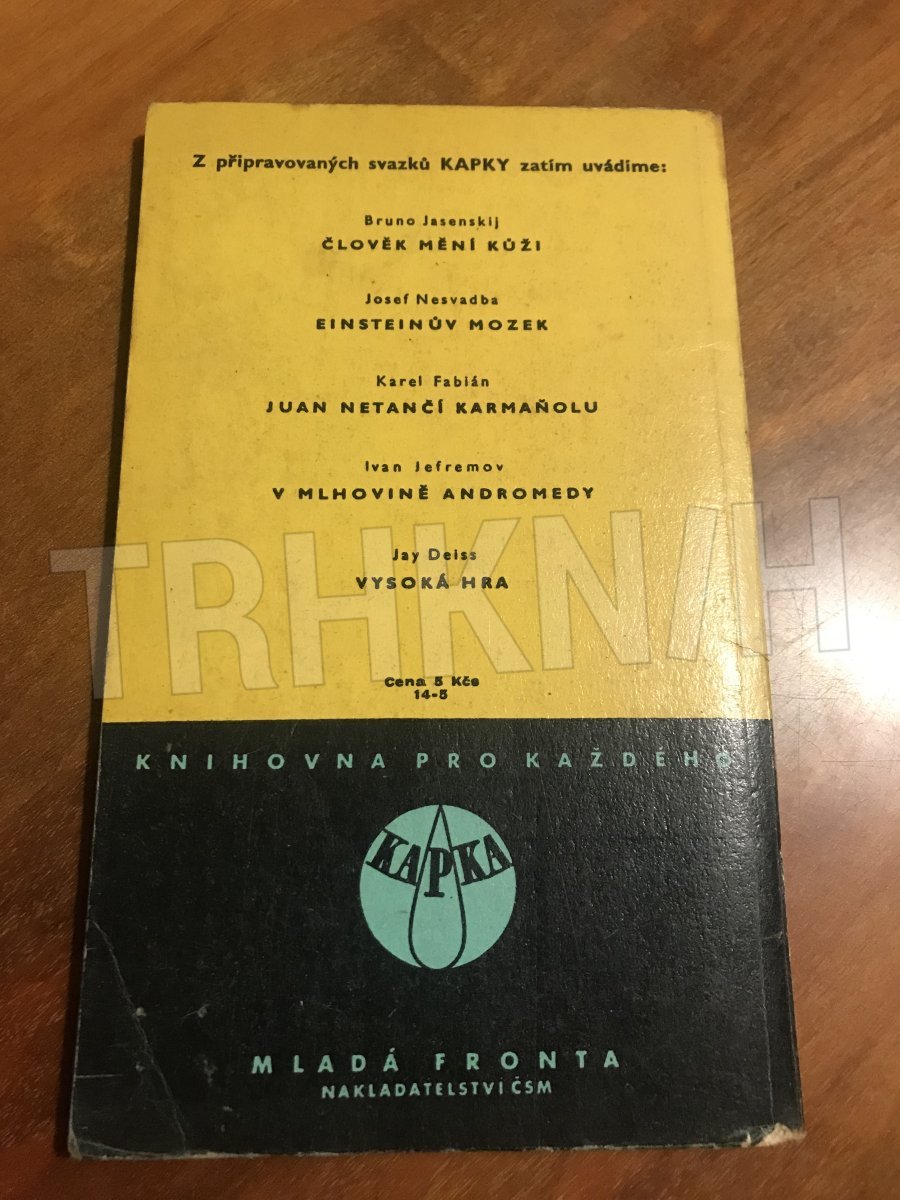 Z připravovaných svazků KAPKY zatím uvádíme:
Bruno Jasenskij
ČLOVĚK MĚNÍ KŮŽI
Josef Nesvadba
EINSTEINŮV MOZEK
Karel Fabián
JUAN NETANČÍ KARMAŇOLU
Ivan Jefremov
V MLHOVINĚ ANDROMEDY
Jay Deiss
VYSOKÁ HRA
TRHKNIH
Cena 5 Kčs
14-5
KNIHOVNA PRO KAŽDÉHO
KAPKA
MLADÁ FRONTA
NAKLADATELSTVÍ ČSM